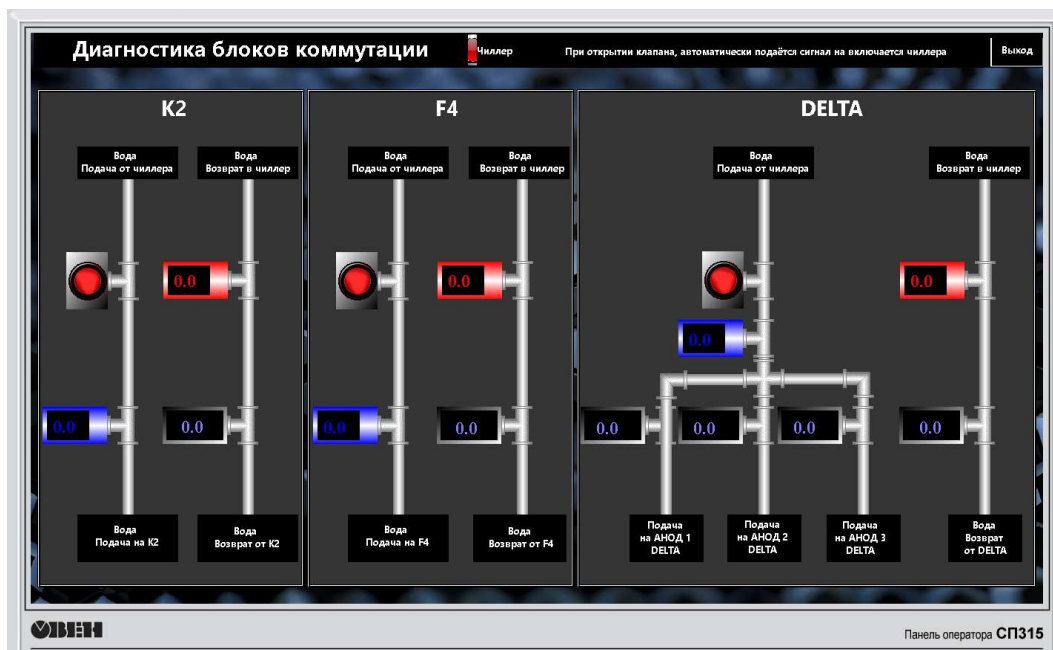 Диагностика блоков коммутации
Чиллер
При открытии клапана, автоматически подаётся сигнал на включается чиллера
Выход
K2
F4
DELTA
Вода
Подача от чиллера
Вода
Возврат в чиллер
Вода
Подача от чиллера
Вода
Возврат в чиллер
Вода
Подача от чиллера
Вода
Возврат в чиллер
0.0
0.0
0.0
0.0
0.0
0.0
0.0
0.0
0.0
0.0
0.0
0.0
Вода
Подача на K2
Вода
Возврат от K2
Вода
Подача на F4
Вода
Возврат от F4
Подача
на АНОД 1
DELTA
Подача
на АНОД 2
DELTA
Подача
на АНОД 3
DELTA
Вода
Возврат
от DELTA
ОВЕН
Панель оператора СП315